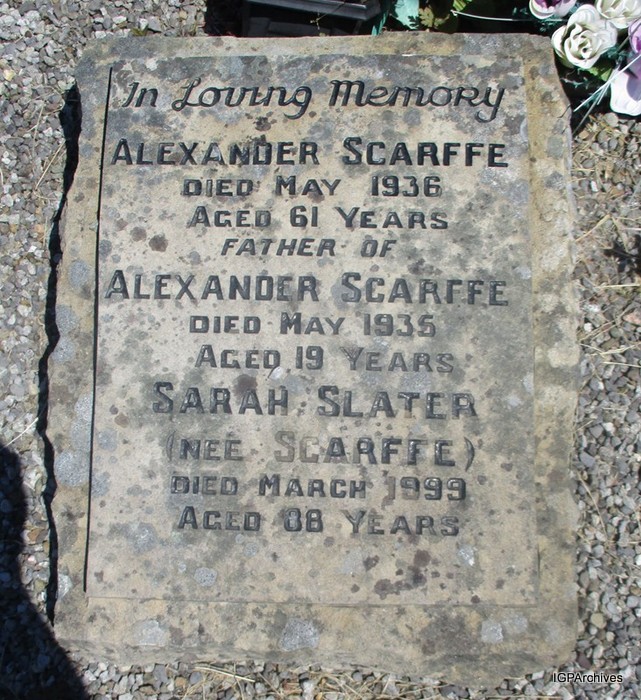 In Loving Memory
ALEXANDER SCARFFE
DIED MAY 1936
AGED 61 YEARS
FATHER OF
ALEXANDER SCARFFE
DIED MAY 1935
AGED 19 YEARS
SARAH SLATER
(NEE SCARFFE)
DIED MARCH 1999
AGED 88 YEARS
IGPArchives